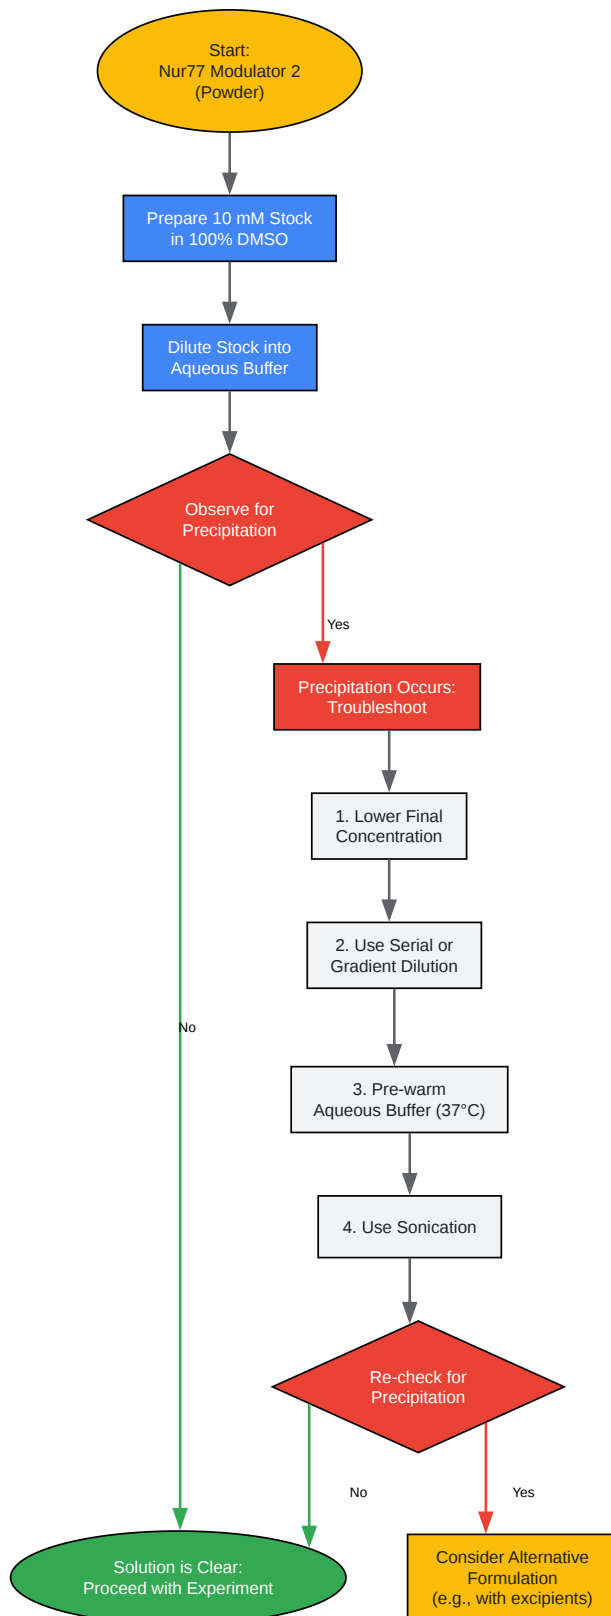 Start:
Nur77 Modulator 2
(Powder)
Prepare 10 mM Stock
in 100% DMSO
Dilute Stock into
Aqueous Buffer
Observe for
Precipitation
Yes
Precipitation Occurs:
Troubleshoot
1. Lower Final
Concentration
2. Use Serial or
Gradient Dilution
No
3. Pre-warm
Aqueous Buffer (37°C)
4. Use Sonication
Re-check for
Precipitation
No
Yes
Solution is Clear:
Proceed with Experiment
Consider Alternative
Formulation
(e.g., with excipients)